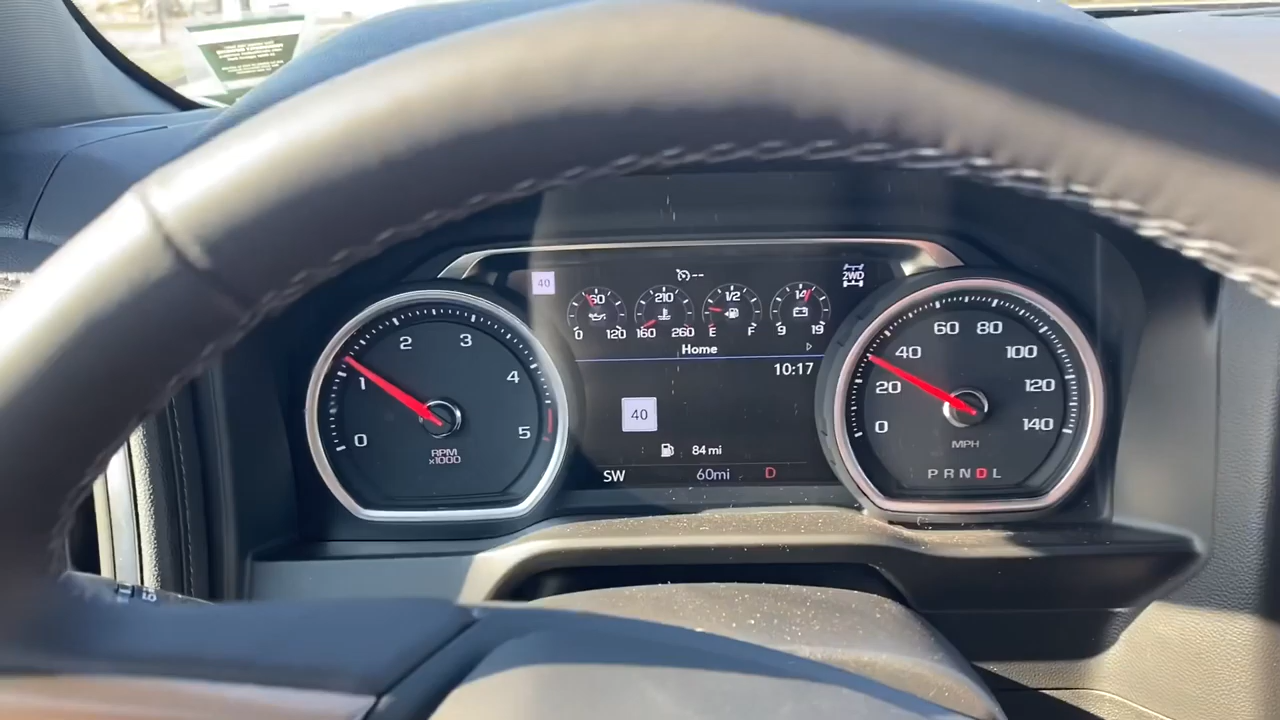 40
--
2WD
60
210
1/2
14
0 120 160 260 E F 9 19
Home
10:17
40
84 mi
SW 60mi D
0 1 2 3 4 5
RPM
x1000
0 20 40 60 80 100 120 140
MPH
P R N D L